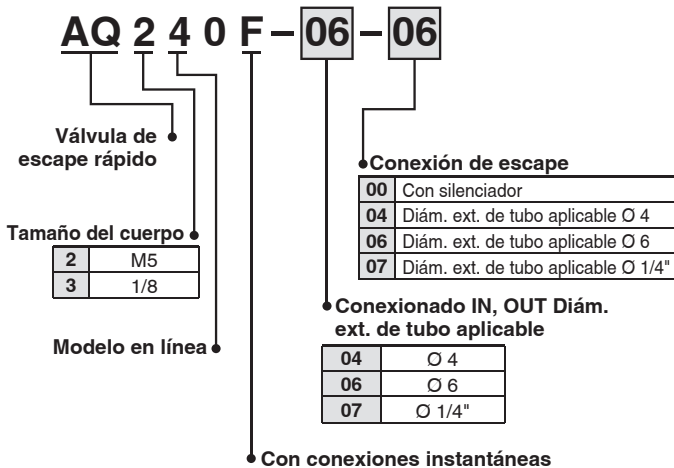 AQ 2 4 0 F - 06 - 06
Válvula de
escape rápido
Conexión de escape
00 Con silenciador
04 Diám. ext. de tubo aplicable Ø 4
06 Diám. ext. de tubo aplicable Ø 6
07 Diám. ext. de tubo aplicable Ø 1/4"
Tamaño del cuerpo
2 M5
3 1/8
Conexionado IN, OUT Diám.
ext. de tubo aplicable
04 Ø 4
06 Ø 6
07 Ø 1/4"
Modelo en línea
Con conexiones instantáneas